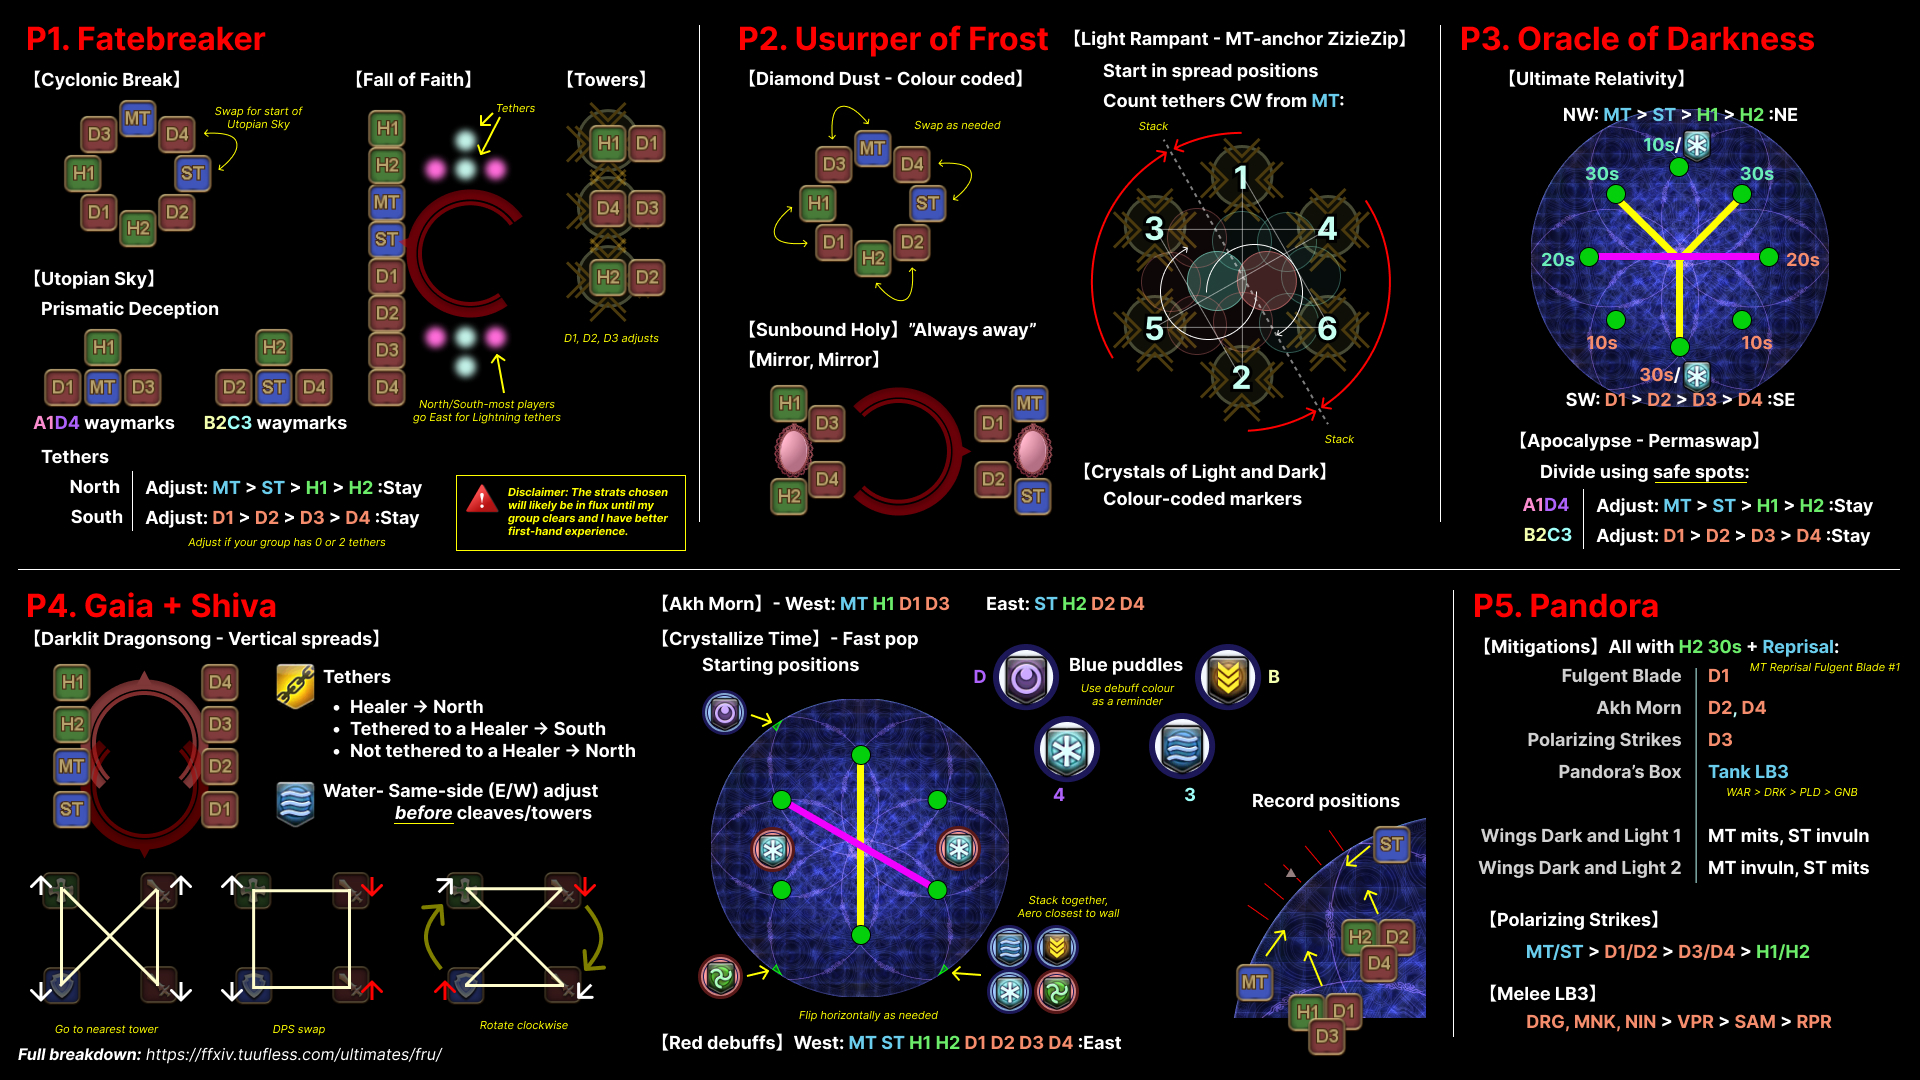 P1. Fatebreaker
【Cyclonic Break】
MT
D3
D4
H1
ST
D1
D2
H2
Swap for start of
Utopian Sky
【Fall of Faith】
H1
H2
MT
ST
D1
D2
D3
D4
Tethers
North/South-most players
go East for Lightning tethers
【Towers】
H1 D1
D4 D3
H2 D2
D1, D2, D3 adjusts
【Utopian Sky】
Prismatic Deception
H1
D1 MT D3
A1D4 waymarks
H2
D2 ST D4
B2C3 waymarks
Tethers
North Adjust: MT > ST > H1 > H2 :Stay
South Adjust: D1 > D2 > D3 > D4 :Stay
Adjust if your group has 0 or 2 tethers
Disclaimer: The strats chosen
will likely be in flux until my
group clears and I have better
first-hand experience.
P2. Usurper of Frost
【Diamond Dust - Colour coded】
MT
D3
D4
H1
ST
D1
D2
H2
Swap as needed
【Sunbound Holy】 "Always away"
【Mirror, Mirror】
H1
D3
D4
H2
MT
D1
D2
ST
【Light Rampant - MT-anchor ZizieZip】
Start in spread positions
Count tethers CW from MT:
Stack
1
3
4
5
6
2
Stack
【Crystals of Light and Dark】
Colour-coded markers
P3. Oracle of Darkness
【Ultimate Relativity】
NW: MT > ST > H1 > H2 :NE
10s/
30s
30s
20s
20s
10s
10s
30s/
SW: D1 > D2 > D3 > D4 :SE
【Apocalypse - Permaswap】
Divide using safe spots:
A1D4 Adjust: MT > ST > H1 > H2 :Stay
B2C3 Adjust: D1 > D2 > D3 > D4 :Stay
P4. Gaia + Shiva
【Darklit Dragonsong - Vertical spreads】
H1
H2
MT
ST
D4
D3
D2
D1
Tethers
• Healer → North
• Tethered to a Healer → South
• Not tethered to a Healer → North
Water- Same-side (E/W) adjust
before cleaves/towers
Go to nearest tower
DPS swap
Rotate clockwise
Full breakdown: https://ffxiv.tuufless.com/ultimates/fru/
【Akh Morn】 - West: MT H1 D1 D3 East: ST H2 D2 D4
【Crystallize Time】 - Fast pop
Starting positions
D
Blue puddles
B
Use debuff colour
as a reminder
4
3
Stack together,
Aero closest to wall
Flip horizontally as needed
Record positions
ST
H2 D2
D4
MT
H1 D1
D3
【Red debuffs】 West: MT ST H1 H2 D1 D2 D3 D4 :East
P5. Pandora
【Mitigations】 All with H2 30s + Reprisal:
MT Reprisal Fulgent Blade #1
Fulgent Blade D1
Akh Morn D2, D4
Polarizing Strikes D3
Pandora's Box Tank LB3
WAR > DRK > PLD > GNB
Wings Dark and Light 1 MT mits, ST invuln
Wings Dark and Light 2 MT invuln, ST mits
【Polarizing Strikes】
MT/ST > D1/D2 > D3/D4 > H1/H2
【Melee LB3】
DRG, MNK, NIN > VPR > SAM > RPR